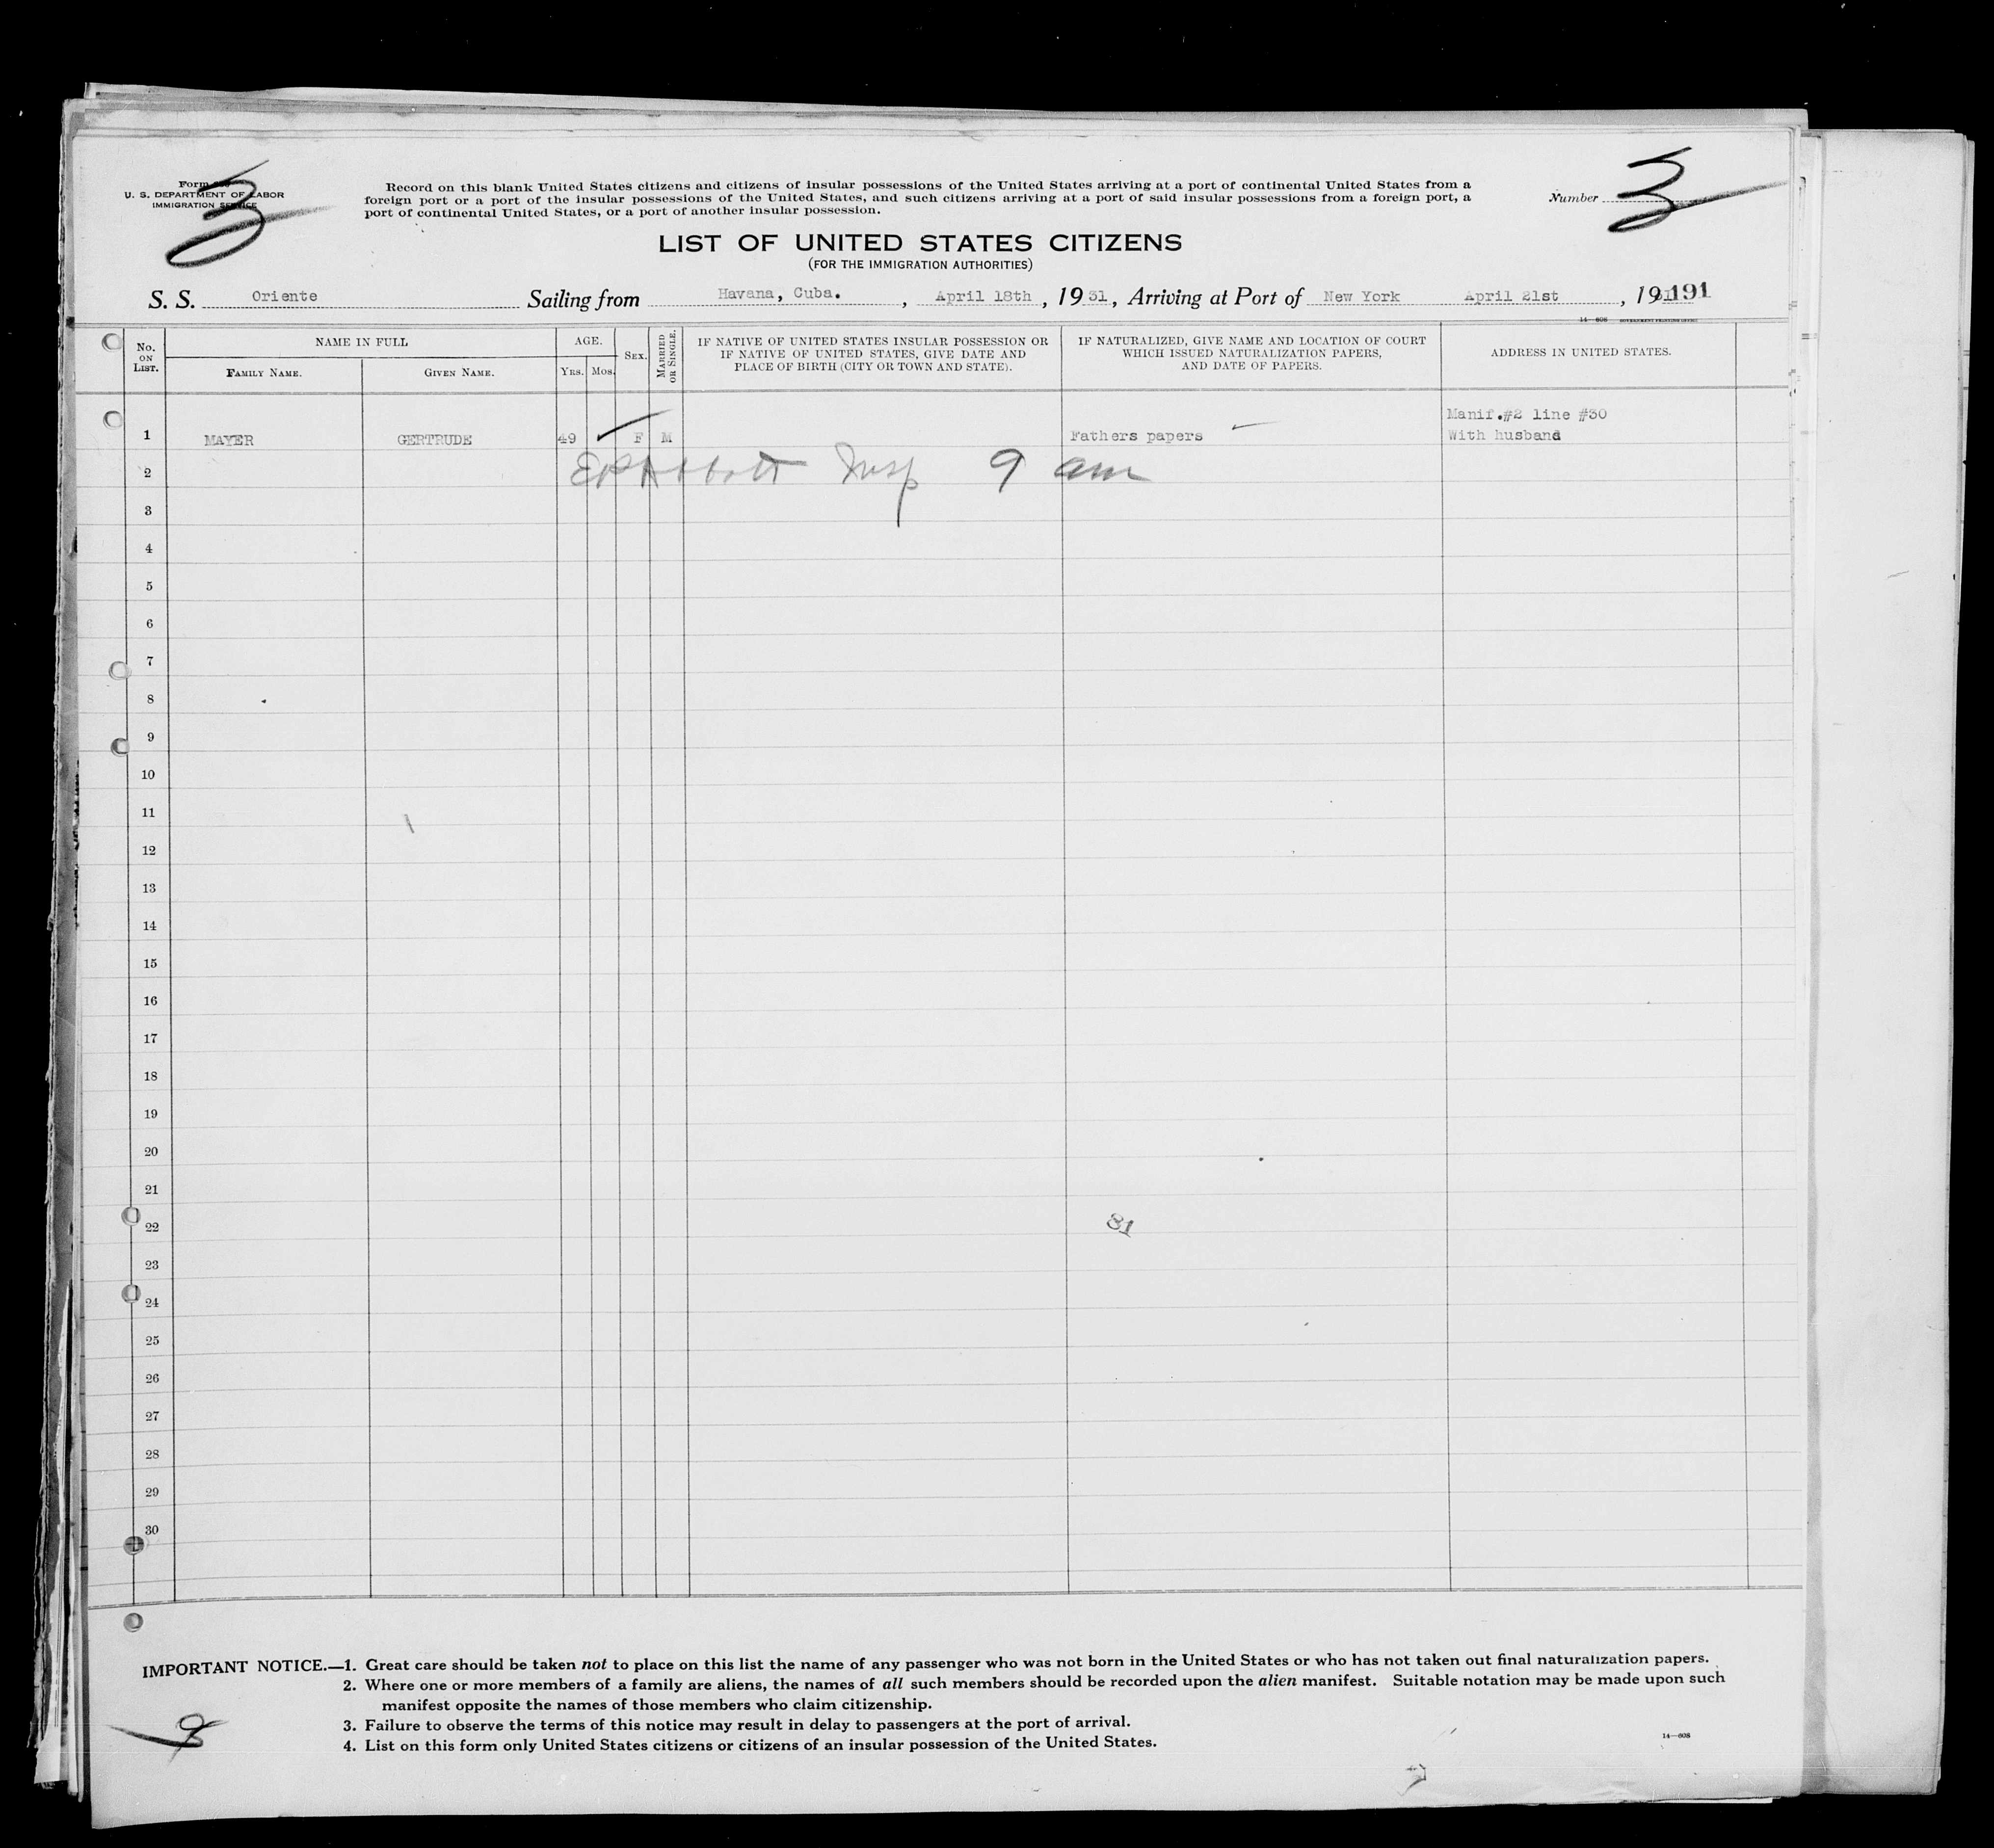 Form
U. S. DEPARTMENT OF LABOR
IMMIGRATION SERVICE
3
Record on this blank United States citizens and citizens of insular possessions of the United States arriving at a port of continental United States from a
foreign port or a port of the insular possessions of the United States, and such citizens arriving at a port of said insular possessions from a foreign port, a
port of continental United States, or a port of another insular possession.
Number 3
LIST OF UNITED STATES CITIZENS
(FOR THE IMMIGRATION AUTHORITIES)
S. S. Oriente Sailing from Havana, Cuba. , April 18th , 19 31 , Arriving at Port of New York April 21st , 19 31 191
14—608 GOVERNMENT PRINTING OFFICE
No. ON LIST.
NAME IN FULL
FAMILY NAME.
GIVEN NAME.
AGE.
YRS.
MOS.
SEX.
MARRIED OR SINGLE.
IF NATIVE OF UNITED STATES INSULAR POSSESSION OR
IF NATIVE OF UNITED STATES, GIVE DATE AND
PLACE OF BIRTH (CITY OR TOWN AND STATE).
IF NATURALIZED, GIVE NAME AND LOCATION OF COURT
WHICH ISSUED NATURALIZATION PAPERS,
AND DATE OF PAPERS.
ADDRESS IN UNITED STATES.
Manif.#2 line #30
1 MAYER GERTRUDE 49 F M Fathers papers With husband
2 Insp 9 am
3
4
5
6
7
8
9
10
11
12
13
14
15
16
17
18
19
20
21
22 31
23
24
25
26
27
28
29
30
IMPORTANT NOTICE.—1. Great care should be taken not to place on this list the name of any passenger who was not born in the United States or who has not taken out final naturalization papers.
2. Where one or more members of a family are aliens, the names of all such members should be recorded upon the alien manifest. Suitable notation may be made upon such
manifest opposite the names of those members who claim citizenship.
3. Failure to observe the terms of this notice may result in delay to passengers at the port of arrival.
4. List on this form only United States citizens or citizens of an insular possession of the United States.
14—608